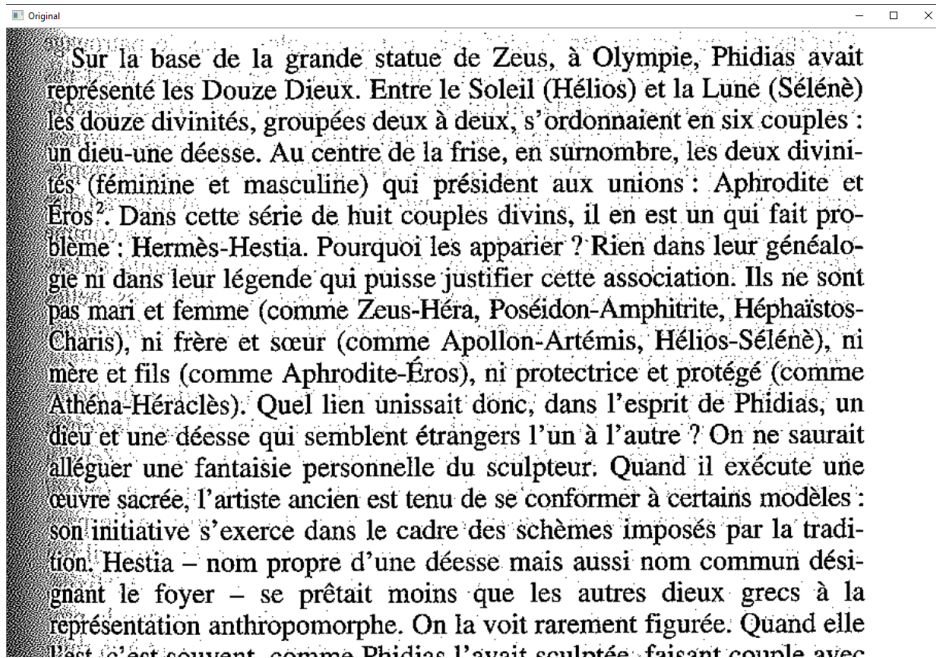 Original
Sur la base de la grande statue de Zeus, à Olympie, Phidias avait
représenté les Douze Dieux. Entre le Soleil (Hélios) et la Lune (Sélénè)
les douze divinités, groupées deux à deux, s'ordonnaient en six couples :
un dieu-une déesse. Au centre de la frise, en surnombre, les deux divini-
tés (féminine et masculine) qui président aux unions : Aphrodite et
Éros². Dans cette série de huit couples divins, il en est un qui fait pro-
blème : Hermès-Hestia. Pourquoi les apparier ? Rien dans leur généalo-
gie ni dans leur légende qui puisse justifier cette association. Ils ne sont
pas mari et femme (comme Zeus-Héra, Poséidon-Amphitrite, Héphaïstos-
Charis), ni frère et sœur (comme Apollon-Artémis, Hélios-Sélénè), ni
mère et fils (comme Aphrodite-Éros), ni protectrice et protégé (comme
Athéna-Héraclès). Quel lien unissait donc, dans l'esprit de Phidias, un
dieu et une déesse qui semblent étrangers l'un à l'autre ? On ne saurait
alléguer une fantaisie personnelle du sculpteur. Quand il exécute une
œuvre sacrée, l'artiste ancien est tenu de se conformer à certains modèles :
son initiative s'exerce dans le cadre des schèmes imposés par la tradi-
tion. Hestia – nom propre d'une déesse mais aussi nom commun dési-
gnant le foyer – se prêtait moins que les autres dieux grecs à la
représentation anthropomorphe. On la voit rarement figurée. Quand elle
l'est, c'est souvent, comme Phidias l'avait sculptée, faisant couple avec